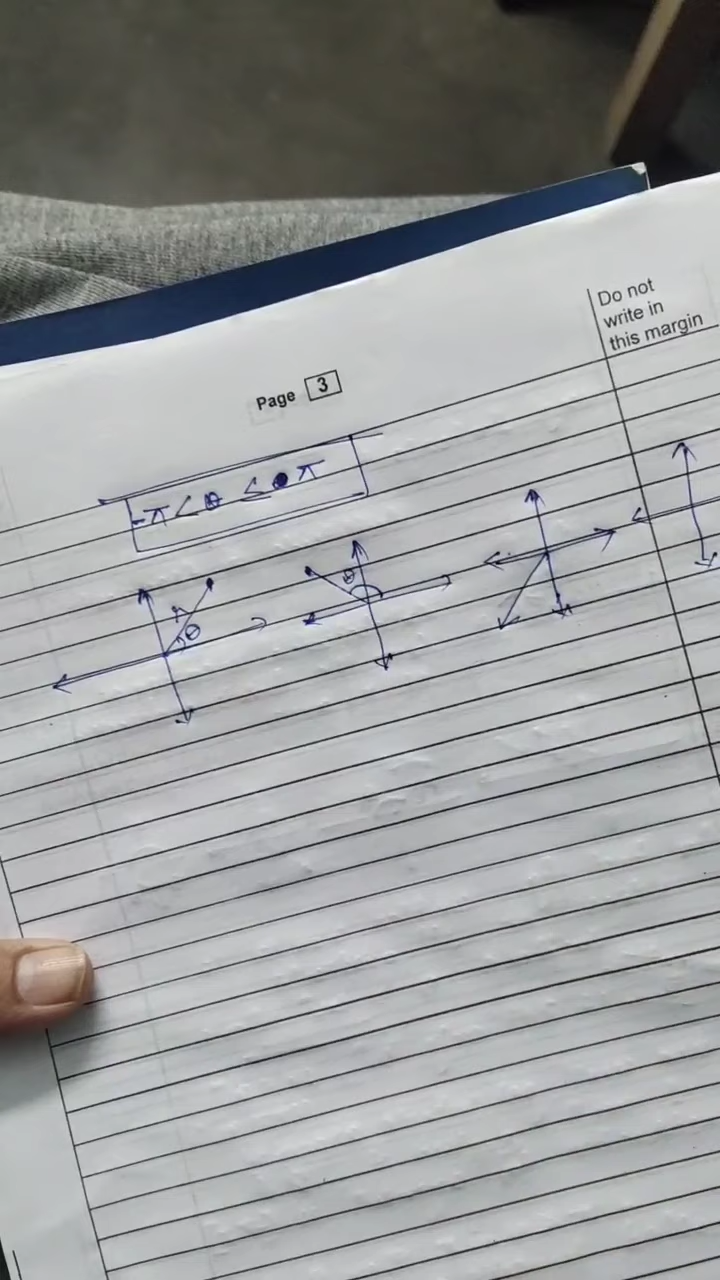 Do not
write in
this margin
Page 3
-π < θ ≤ π
r
θ
θ